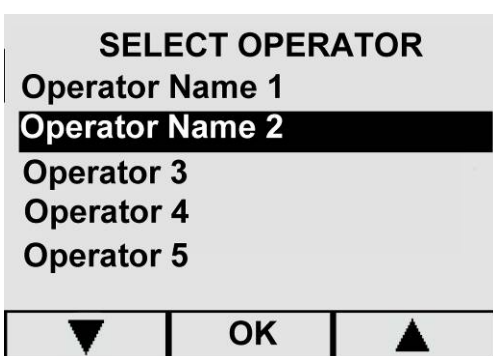 SELECT OPERATOR
Operator Name 1
Operator Name 2
Operator 3
Operator 4
Operator 5
OK